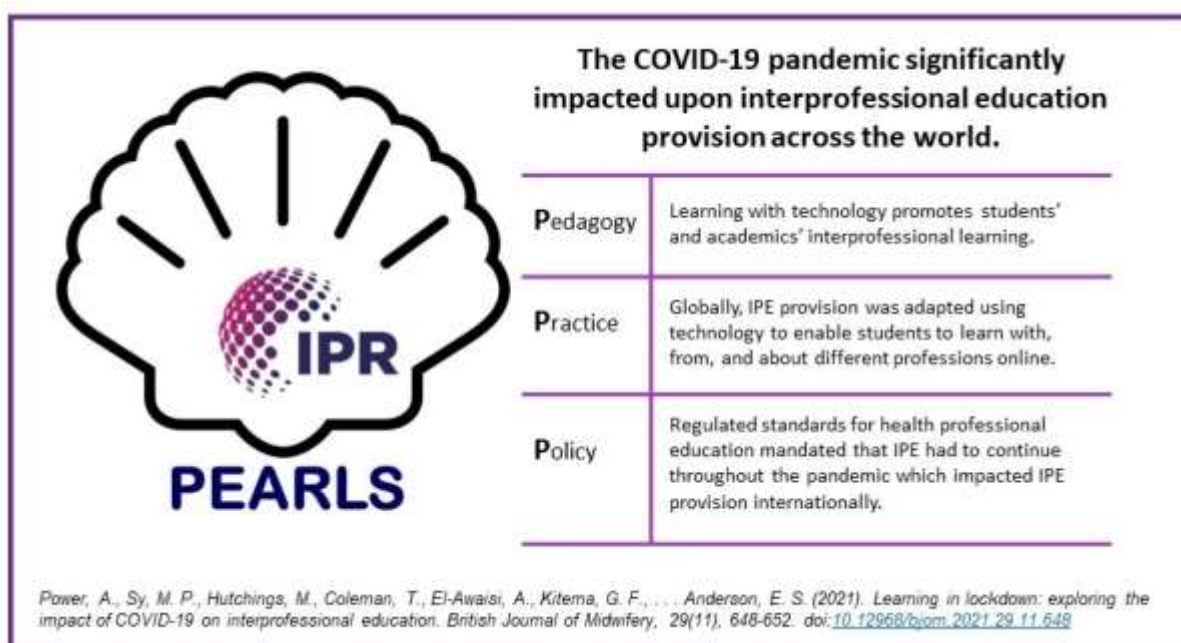 The COVID-19 pandemic significantly
impacted upon interprofessional education
provision across the world.
Pedagogy
Learning with technology promotes students'
and academics' interprofessional learning.
Practice
Globally, IPE provision was adapted using
technology to enable students to learn with,
from, and about different professions online.
Policy
Regulated standards for health professional
education mandated that IPE had to continue
throughout the pandemic which impacted IPE
provision internationally.
IPR
PEARLS
Power, A., Sy, M. P., Hutchings, M., Coleman, T., El-Awaisi, A., Kitema, G. F., . . . Anderson, E. S. (2021). Learning in lockdown: exploring the
impact of COVID-19 on interprofessional education. British Journal of Midwifery, 29(11), 648-652. doi:10.12968/bjom.2021.29.11.648